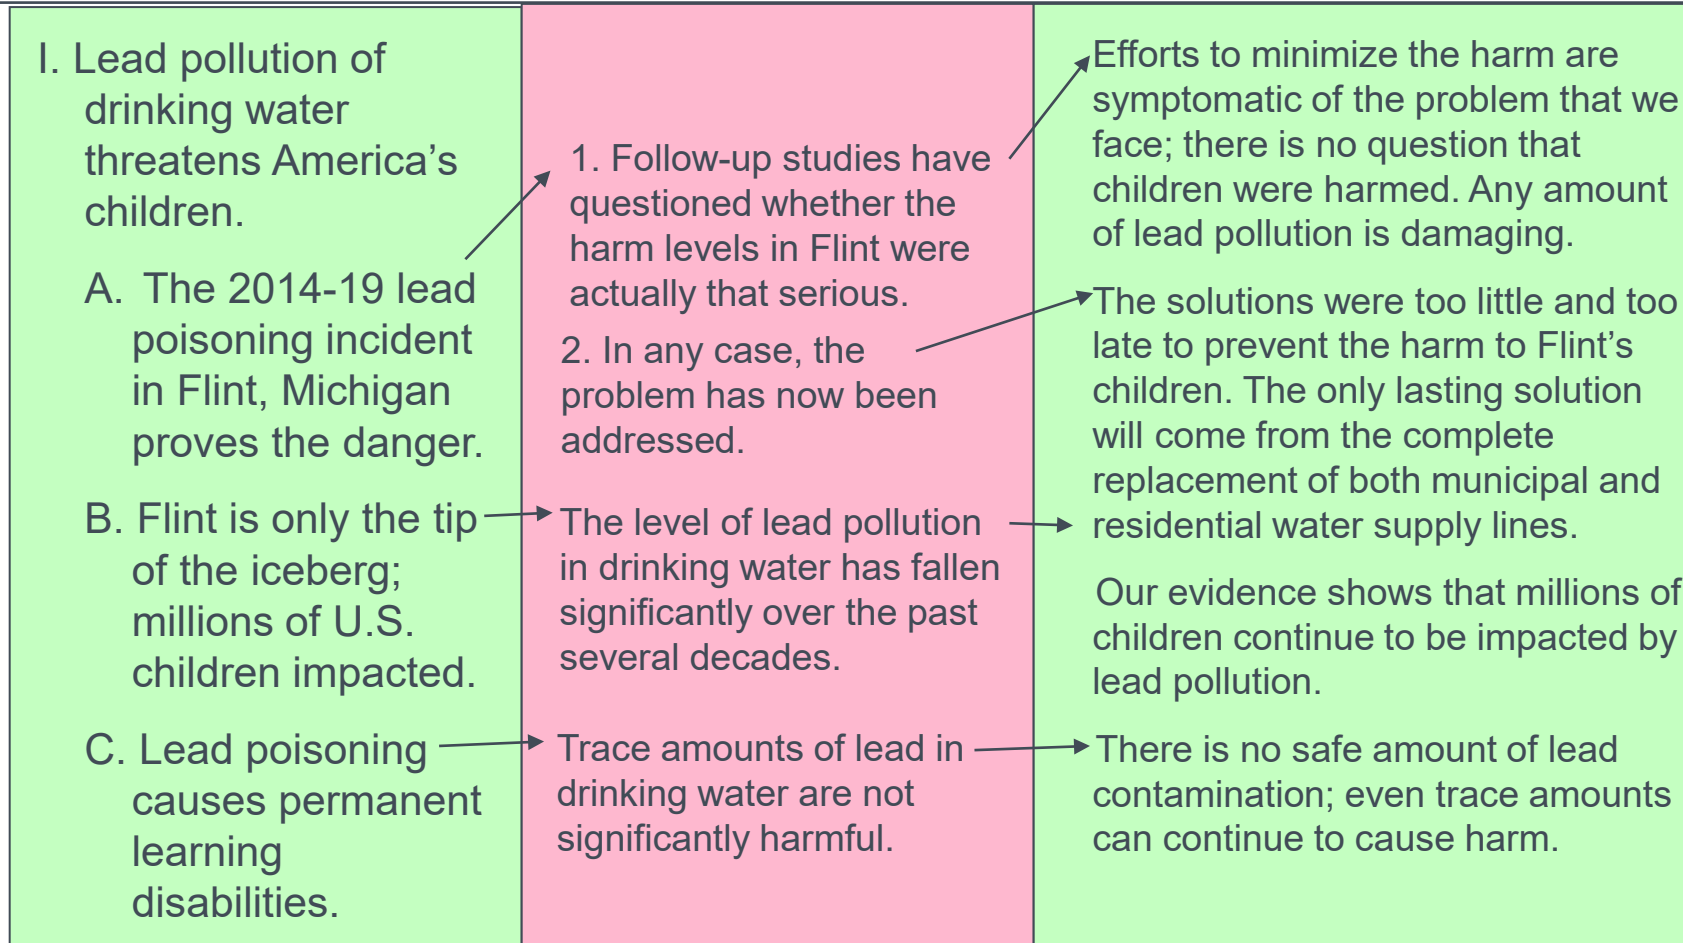 I. Lead pollution of
drinking water
threatens America’s
children.
A. The 2014-19 lead
poisoning incident
in Flint, Michigan
proves the danger.
B. Flint is only the tip
of the iceberg;
millions of U.S.
children impacted.
C. Lead poisoning
causes permanent
learning
disabilities.
1. Follow-up studies have
questioned whether the
harm levels in Flint were
actually that serious.
2. In any case, the
problem has now been
addressed.
The level of lead pollution
in drinking water has fallen
significantly over the past
several decades.
Trace amounts of lead in
drinking water are not
significantly harmful.
Efforts to minimize the harm are
symptomatic of the problem that we
face; there is no question that
children were harmed. Any amount
of lead pollution is damaging.
The solutions were too little and too
late to prevent the harm to Flint’s
children. The only lasting solution
will come from the complete
replacement of both municipal and
residential water supply lines.
Our evidence shows that millions of
children continue to be impacted by
lead pollution.
There is no safe amount of lead
contamination; even trace amounts
can continue to cause harm.